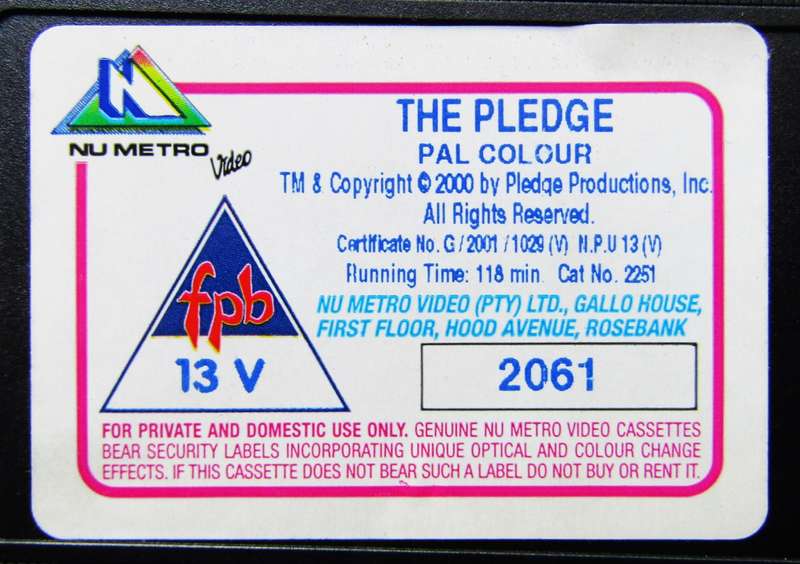 NU METRO
Video
THE PLEDGE
PAL COLOUR
TM & Copyright © 2000 by Pledge Productions, Inc.
All Rights Reserved.
Certificate No. G/2001/1029 (V) N.P.U 13 (V)
Running Time: 118 min. Cat No. 2251
NU METRO VIDEO (PTY) LTD., GALLO HOUSE,
FIRST FLOOR, HOOD AVENUE, ROSEBANK
fpb
13 V
2061
FOR PRIVATE AND DOMESTIC USE ONLY. GENUINE NU METRO VIDEO CASSETTES
BEAR SECURITY LABELS INCORPORATING UNIQUE OPTICAL AND COLOUR CHANGE
EFFECTS. IF THIS CASSETTE DOES NOT BEAR SUCH A LABEL DO NOT BUY OR RENT IT.